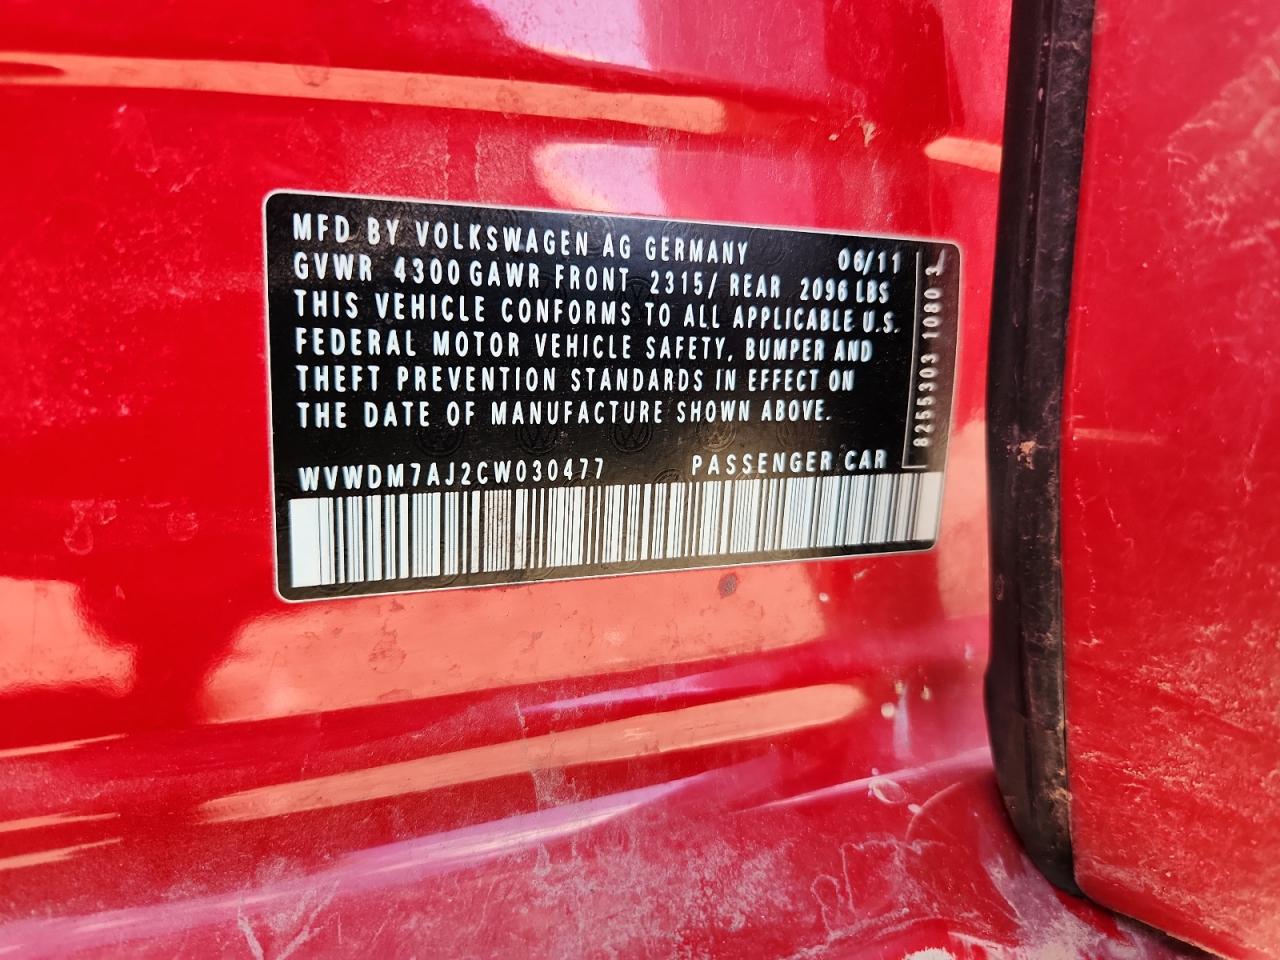 MFD BY VOLKSWAGEN AG GERMANY 06/11
GVWR 4300 GAWR FRONT 2315/ REAR 2096 LBS
THIS VEHICLE CONFORMS TO ALL APPLICABLE U.S.
FEDERAL MOTOR VEHICLE SAFETY, BUMPER AND
THEFT PREVENTION STANDARDS IN EFFECT ON
THE DATE OF MANUFACTURE SHOWN ABOVE.
WVWDM7AJ2CW030477 PASSENGER CAR
8255303 1080